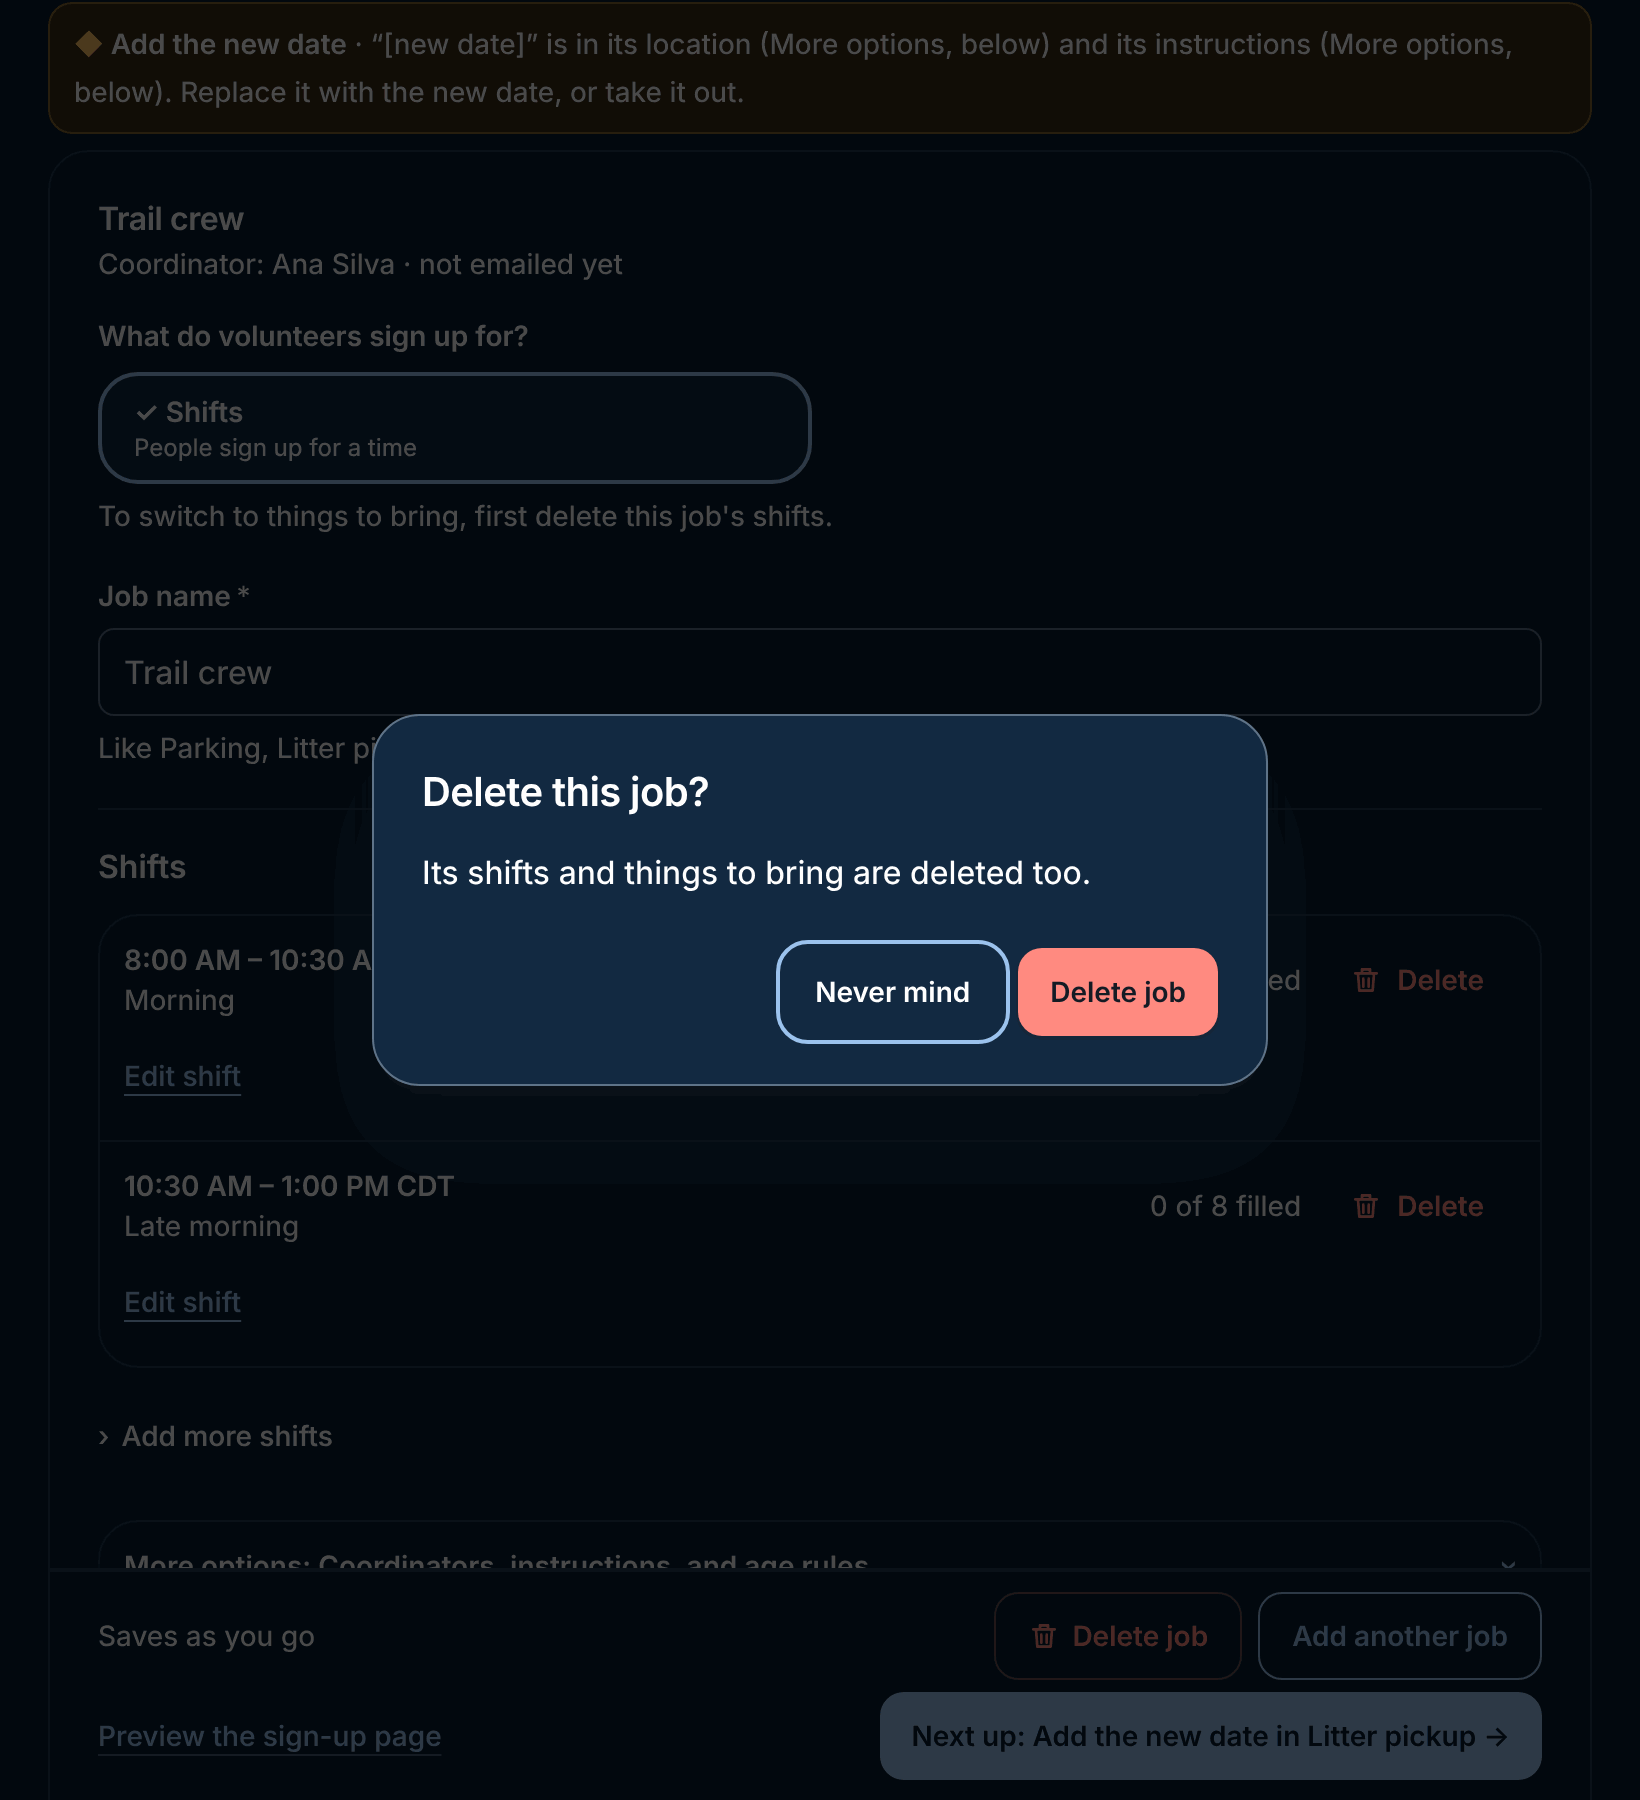 ◆ Add the new date · “[new date]” is in its location (More options, below) and its instructions (More options,
below). Replace it with the new date, or take it out.
Trail crew
Coordinator: Ana Silva · not emailed yet
What do volunteers sign up for?
✓ Shifts
People sign up for a time
To switch to things to bring, first delete this job's shifts.
Job name *
Trail crew
Like Parking, Litter
Delete this job?
Its shifts and things to bring are deleted too.
Never mind
Delete job
Shifts
8:00 AM – 10:30
Delete
Morning
Edit shift
10:30 AM – 1:00 PM CDT
0 of 8 filled
Delete
Late morning
Edit shift
› Add more shifts
More options: Coordinators, instructions, and age rules
Saves as you go
Delete job
Add another job
Preview the sign-up page
Next up: Add the new date in Litter pickup →